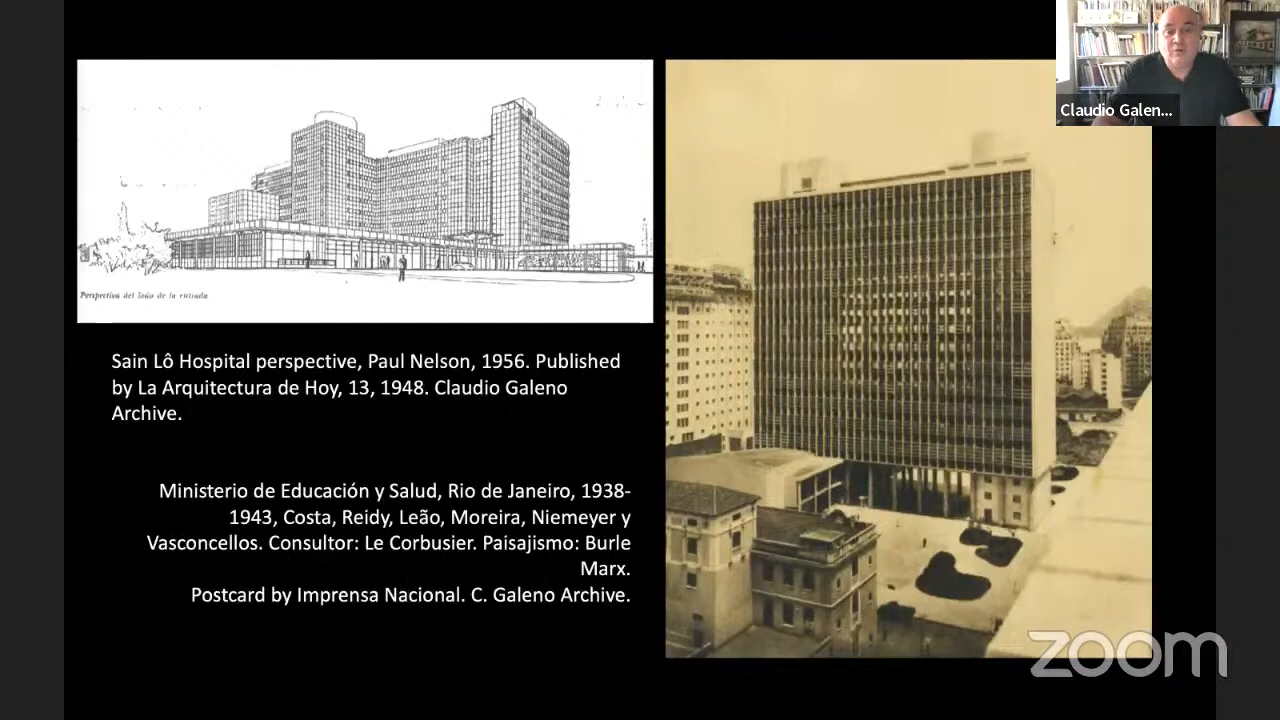 Claudio Galen...
Perspectiva del lado de la entrada
Sain Lô Hospital perspective, Paul Nelson, 1956. Published
by La Arquitectura de Hoy, 13, 1948. Claudio Galeno
Archive.
Ministerio de Educación y Salud, Rio de Janeiro, 1938-
1943, Costa, Reidy, Leão, Moreira, Niemeyer y
Vasconcellos. Consultor: Le Corbusier. Paisajismo: Burle
Marx.
Postcard by Imprensa Nacional. C. Galeno Archive.
zoom